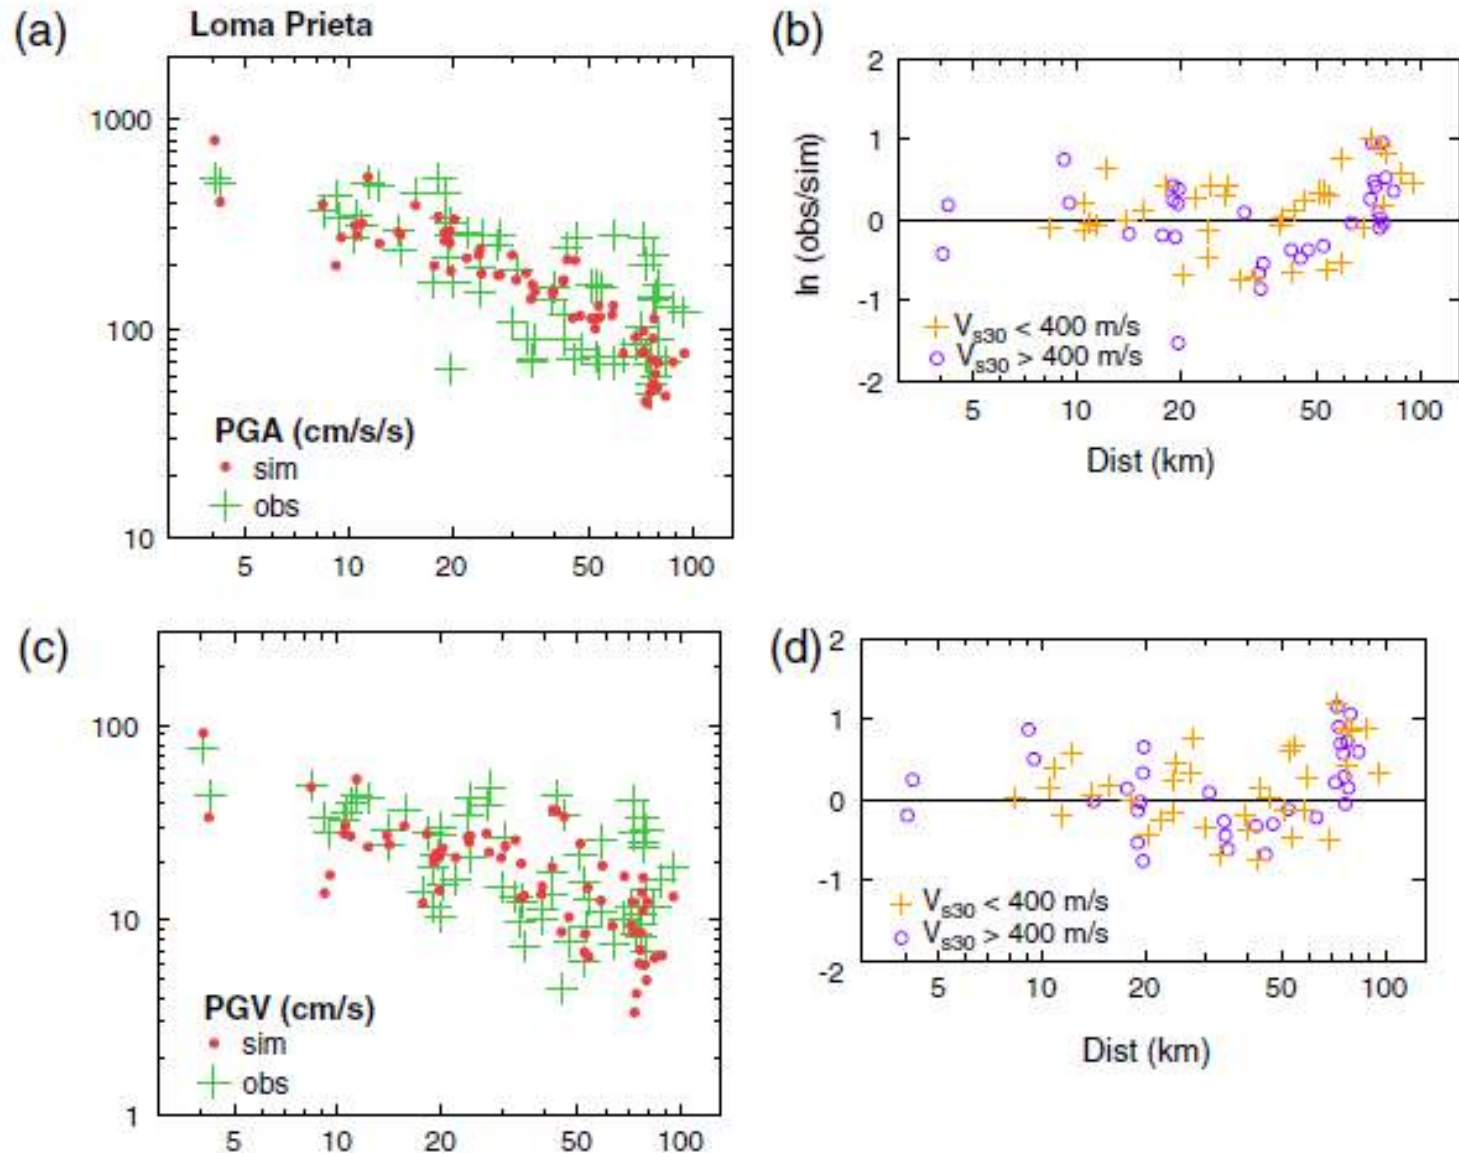 (a)
Loma Prieta
1000
100
10
PGA (cm/s/s)
sim
obs
5 10 20 50 100
(b)
2
1
0
-1
-2
ln (obs/sim)
Vs30 < 400 m/s
Vs30 > 400 m/s
5 10 20 50 100
Dist (km)
(c)
100
10
1
PGV (cm/s)
sim
obs
5 10 20 50 100
(d)
2
1
0
-1
-2
Vs30 < 400 m/s
Vs30 > 400 m/s
5 10 20 50 100
Dist (km)